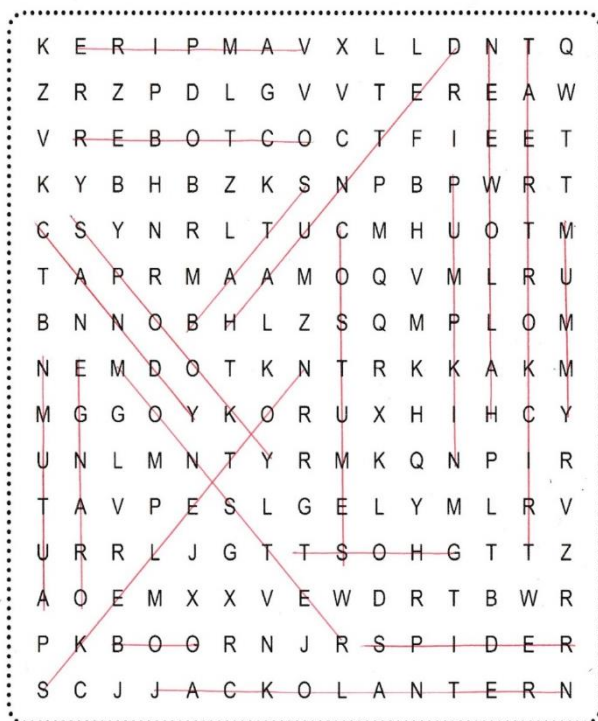 K E R I P M A V X L L D N T Q
Z R Z P D L G V V T E R E A W
V R E B O T C O C T F I E E T
K Y B H B Z K S N P B P W R T
C S Y N R L T U C M H U O T M
T A P R M A A M O Q V M L R U
B N N O B H L Z S Q M P L O M
N E M D O T K N T R K K A K M
M G G O Y K O R U X H I H C Y
U N L M N T Y R M K Q N P I R
T A V P E S L G E L Y M L R V
U R R L J G T T S O H G T T Z
A O E M X X V E W D R T B W R
P K B O O R N J R S P I D E R
S C J J A C K O L A N T E R N